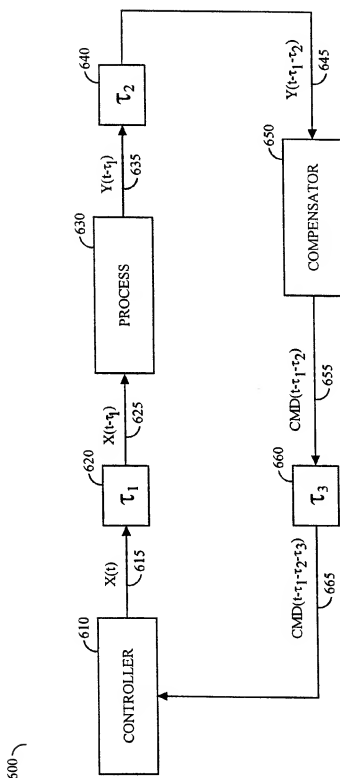 600
610
CONTROLLER
X(t)
615
620
τ1
X(t-τ1)
625
630
PROCESS
Y(t-τ1)
635
640
τ2
Y(t-τ1-τ2)
645
650
COMPENSATOR
CMD(t-τ1-τ2)
655
660
τ3
CMD(t-τ1-τ2-τ3)
665